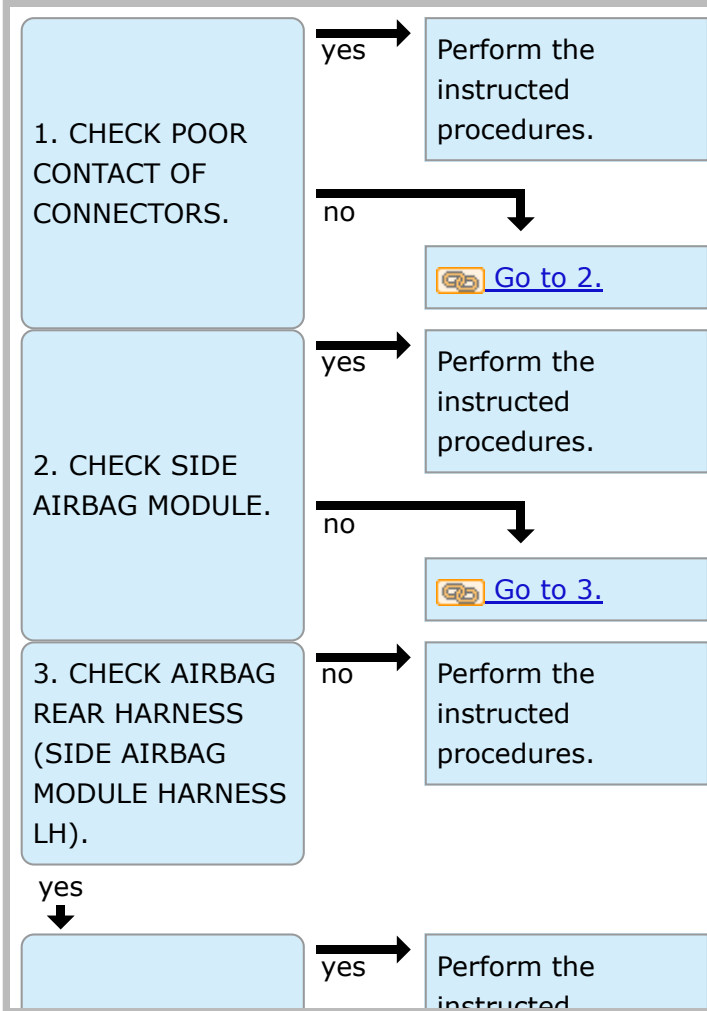 1. CHECK POOR
CONTACT OF
CONNECTORS.
yes
Perform the
instructed
procedures.
no
Go to 2.
2. CHECK SIDE
AIRBAG MODULE.
yes
Perform the
instructed
procedures.
no
Go to 3.
3. CHECK AIRBAG
REAR HARNESS
(SIDE AIRBAG
MODULE HARNESS
LH).
no
Perform the
instructed
procedures.
yes
yes
Perform the
instructed